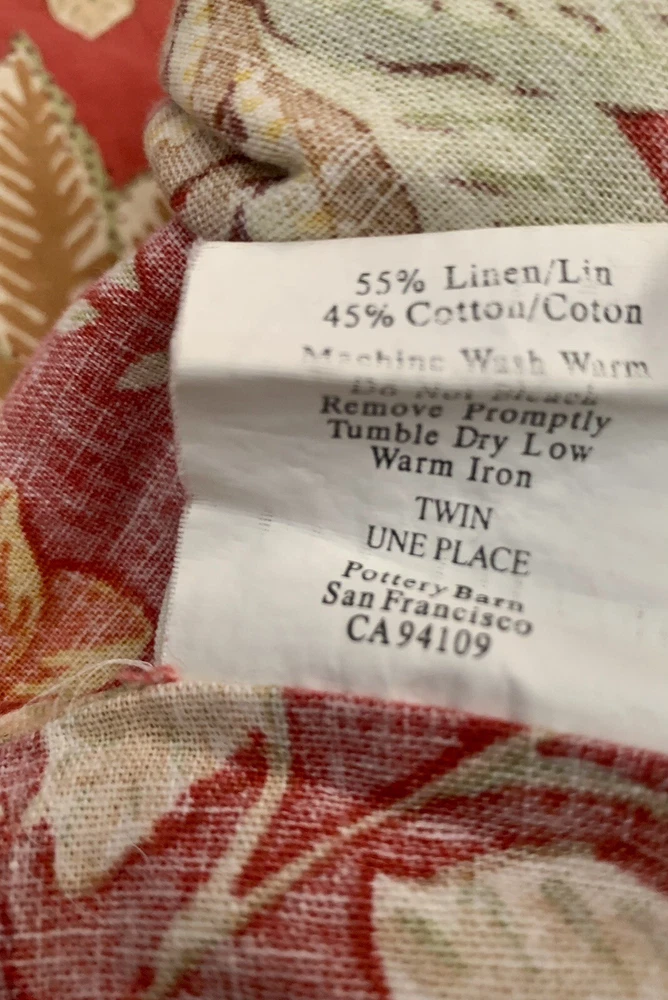 55% Linen/Lin
45% Cotton/Coton
Machine Wash Warm
Do Not Bleach
Remove Promptly
Tumble Dry Low
Warm Iron
TWIN
UNE PLACE
Pottery Barn
San Francisco
CA 94109